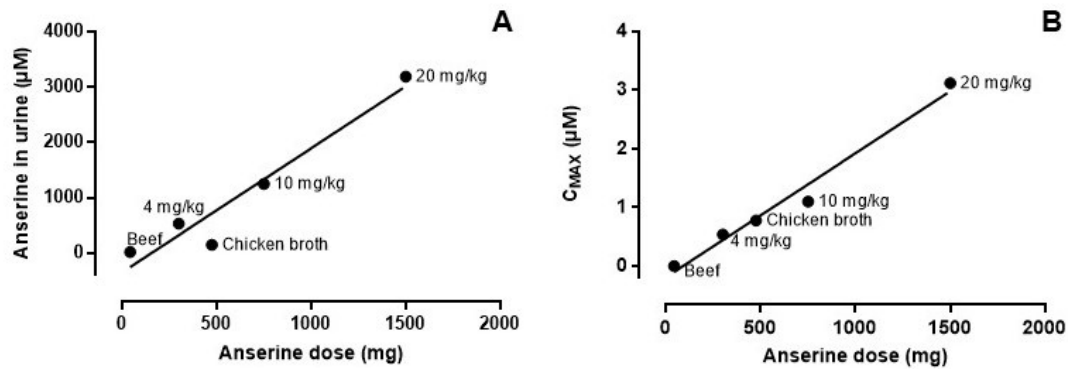 A
Anserine in urine (µM)
4000
3000
2000
1000
0
20 mg/kg
10 mg/kg
4 mg/kg
Beef
Chicken broth
0 500 1000 1500 2000
Anserine dose (mg)
B
CMAX (µM)
4
3
2
1
0
20 mg/kg
10 mg/kg
Chicken broth
4 mg/kg
Beef
0 500 1000 1500 2000
Anserine dose (mg)